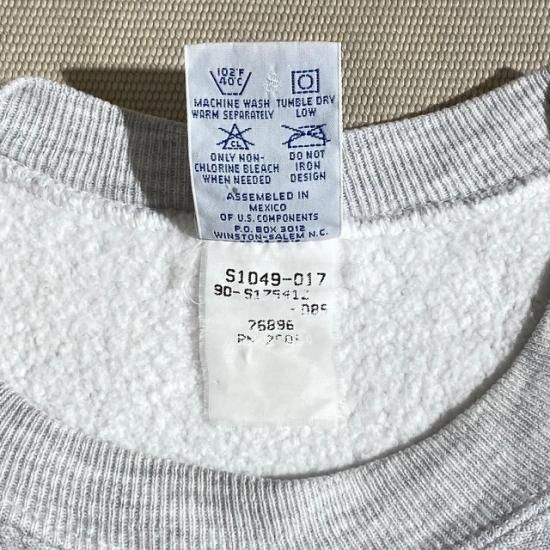 102°F
40°C
MACHINE WASH
WARM SEPARATELY
TUMBLE DRY
LOW
CL
ONLY NON-
CHLORINE BLEACH
WHEN NEEDED
DO NOT
IRON
DESIGN
ASSEMBLED IN
MEXICO
OF U.S. COMPONENTS
P.O. BOX 3012
WINSTON-SALEM N.C.
S1049-017
76896